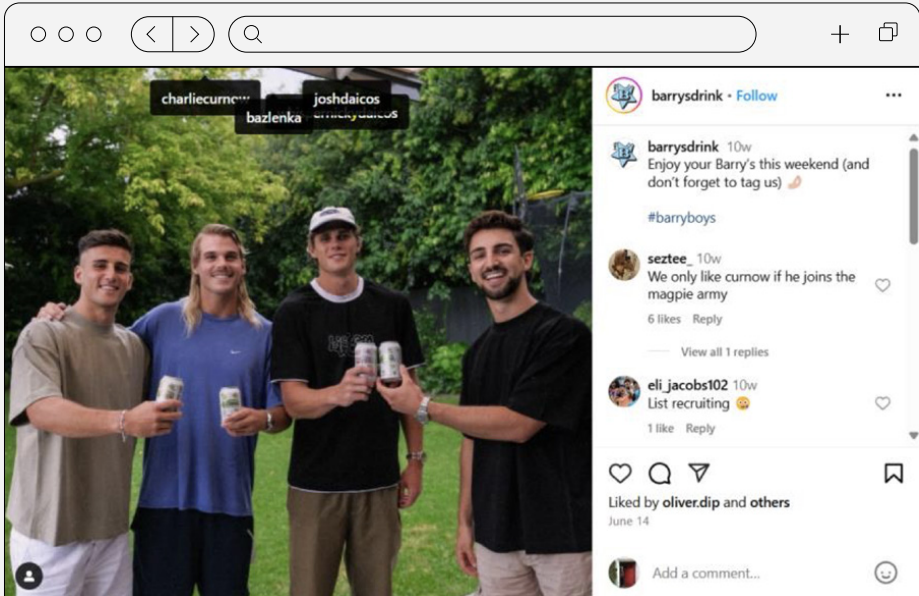 charliecurnow
joshdaicos
bazlenka
barrysdrink • Follow
barrysdrink 10w
Enjoy your Barry's this weekend (and
don't forget to tag us) 🤌🏻
#barryboys
seztee_ 10w
We only like curnow if he joins the
magpie army
6 likes Reply
View all 1 replies
eli_jacobs102 10w
List recruiting 😬
1 like Reply
Liked by oliver.dip and others
June 14
Add a comment...